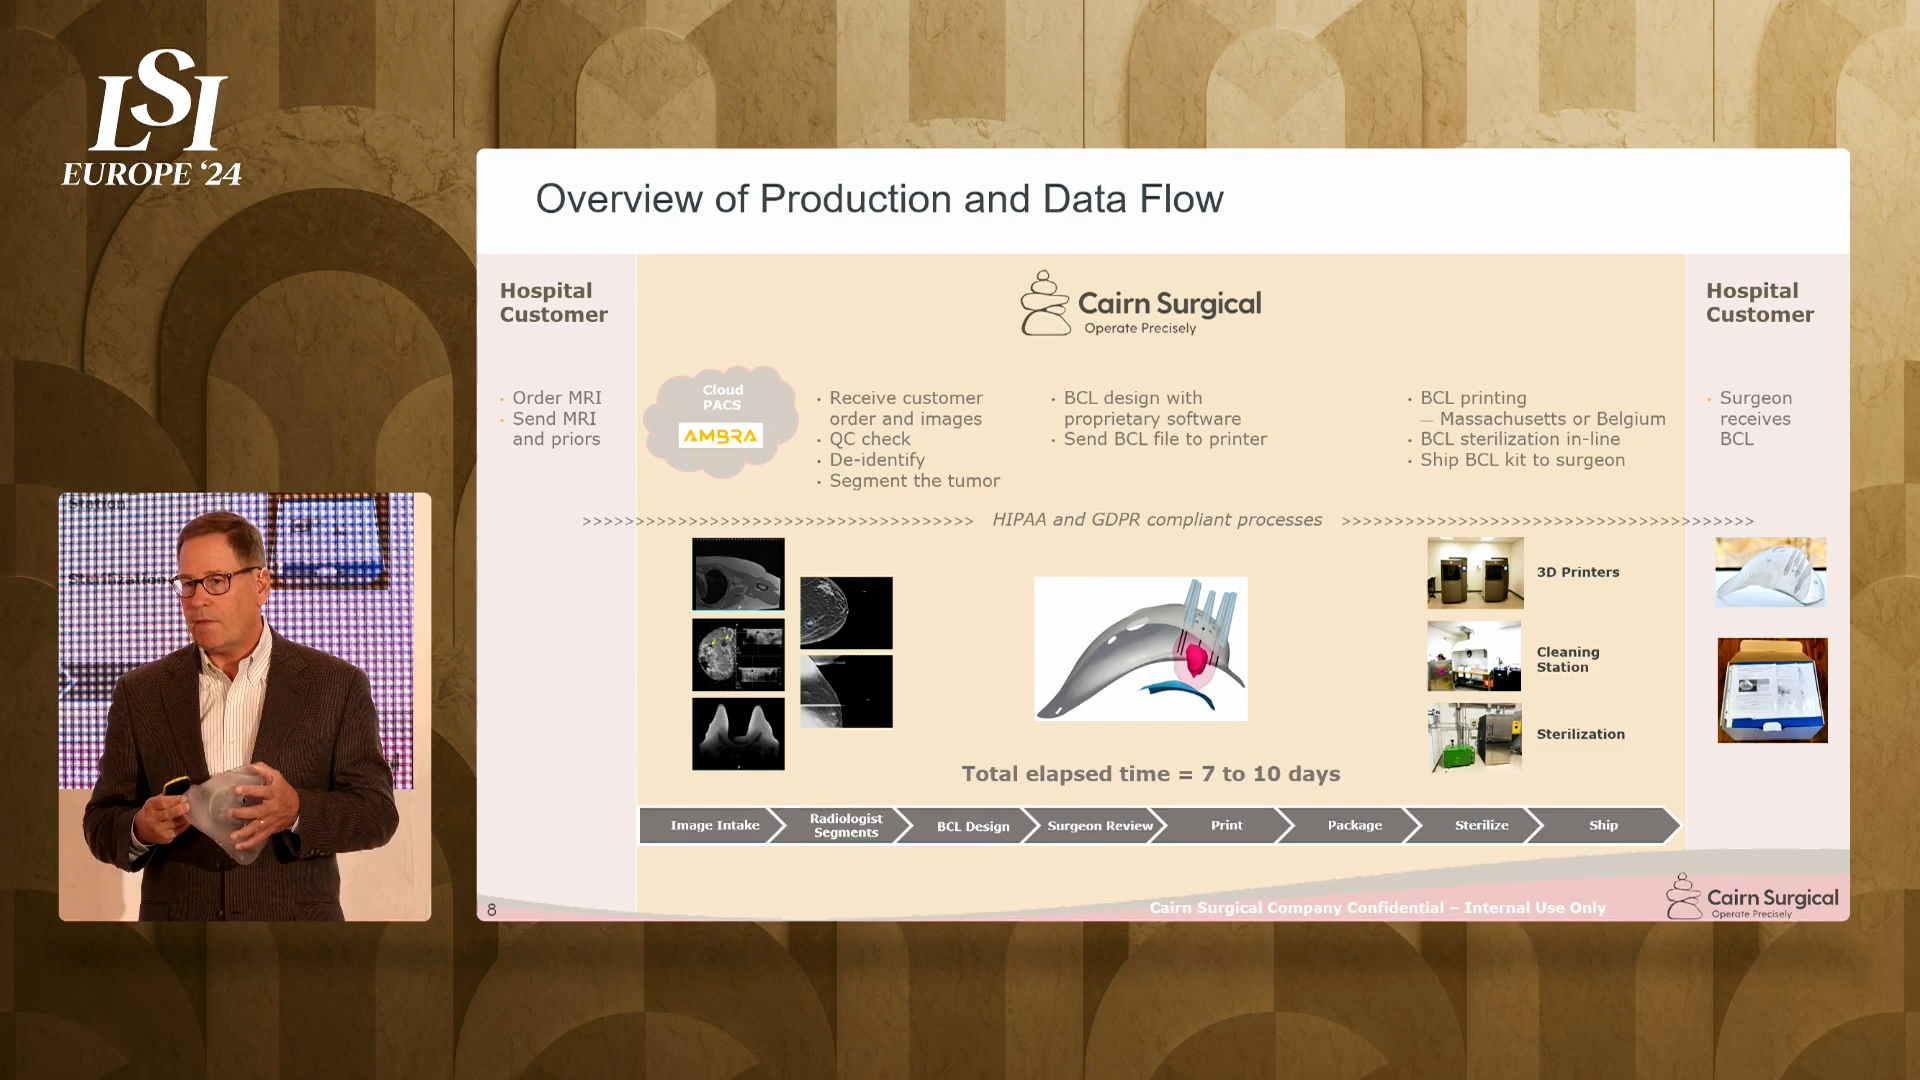 LSI
EUROPE ‘24
Overview of Production and Data Flow
Hospital
Customer
Cairn Surgical
Operate Precisely
Hospital
Customer
• Order MRI
• Send MRI
and priors
Cloud
PACS
AMBRA
• Receive customer
order and images
• QC check
• De-identify
• Segment the tumor
• BCL design with
proprietary software
• Send BCL file to printer
• BCL printing
— Massachusetts or Belgium
• BCL sterilization in-line
• Ship BCL kit to surgeon
• Surgeon
receives
BCL
>>>>>>>>>>>>>>>>>>>>>>>>>>>>>>>>>>>>> HIPAA and GDPR compliant processes >>>>>>>>>>>>>>>>>>>>>>>>>>>>>>>>>>>>>>>
3D Printers
Cleaning
Station
Sterilization
Total elapsed time = 7 to 10 days
Image Intake
Radiologist
Segments
BCL Design
Surgeon Review
Print
Package
Sterilize
Ship
8
Cairn Surgical Company Confidential – Internal Use Only
Cairn Surgical
Operate Precisely
Station
Sterilization